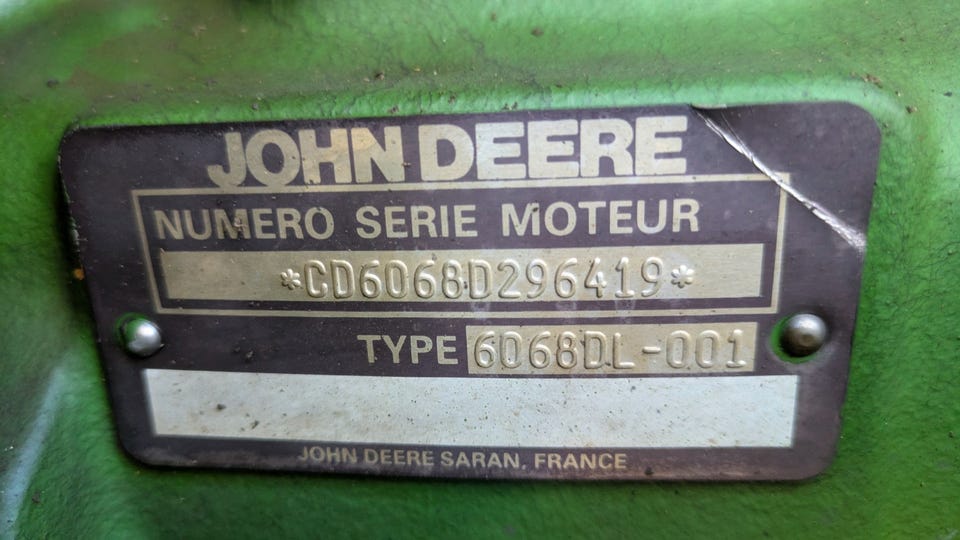 JOHN DEERE
NUMERO SERIE MOTEUR
*CD6068D296419*
TYPE 6068DL-001
JOHN DEERE SARAN, FRANCE